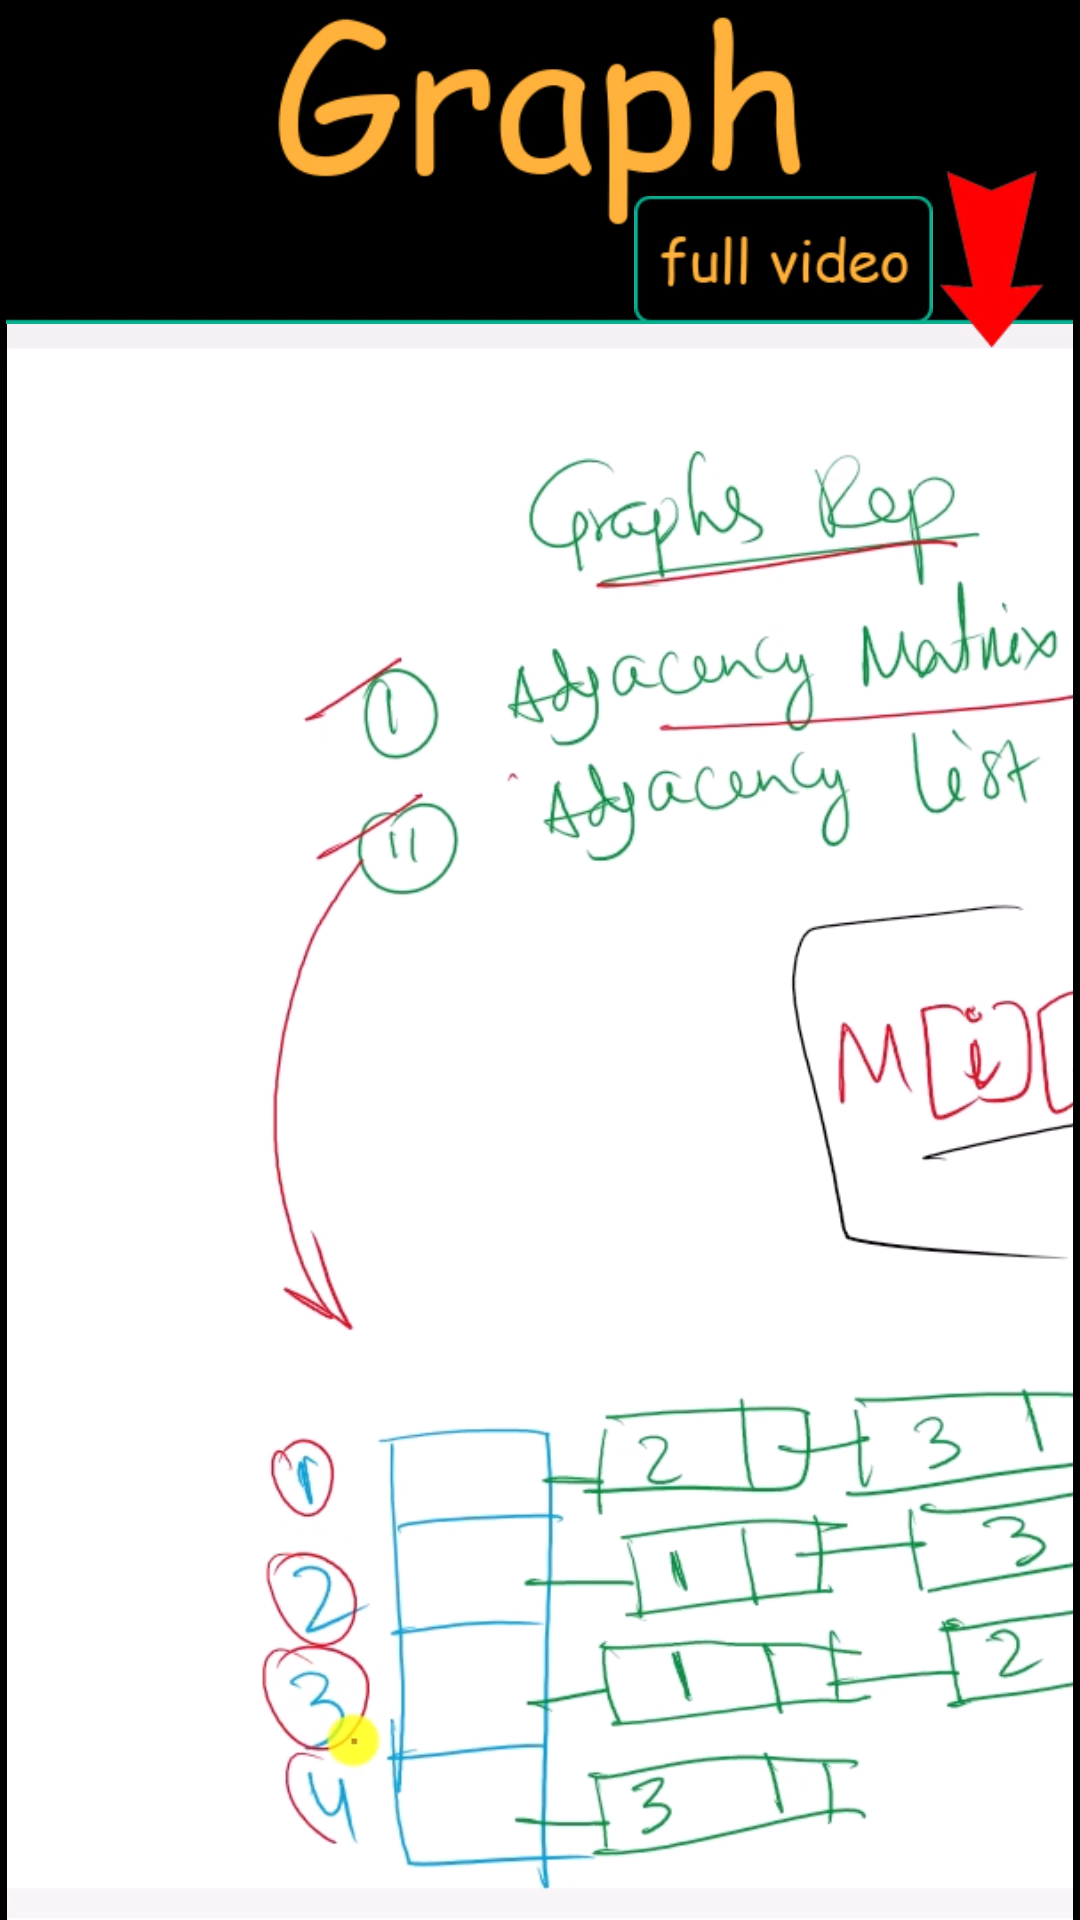 Graph
full video
Graphs Rep
I Adjacency Matrix
II Adjacency List
M[i][
1 2 3
2 1 3
3 1 2
4 3